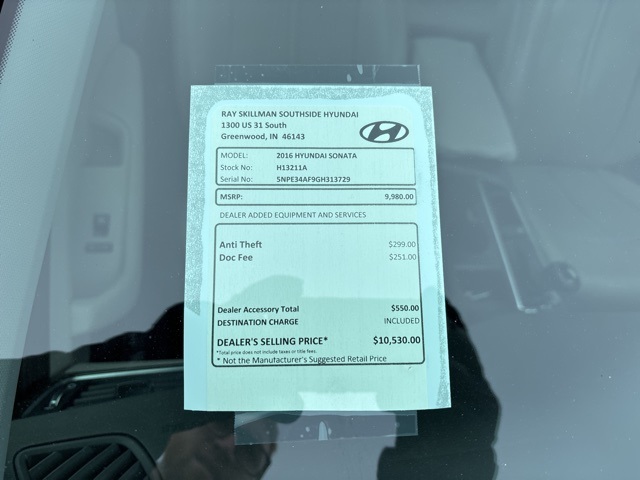 RAY SKILLMAN SOUTHSIDE HYUNDAI
1300 US 31 South
Greenwood, IN 46143
MODEL: 2016 HYUNDAI SONATA
Stock No: H13211A
Serial No: 5NPE34AF9GH313729
MSRP: 9,980.00
DEALER ADDED EQUIPMENT AND SERVICES
Anti Theft $299.00
Doc Fee $251.00
Dealer Accessory Total $550.00
DESTINATION CHARGE INCLUDED
DEALER'S SELLING PRICE* $10,530.00
*Total price does not include taxes or title fees.
* Not the Manufacturer's Suggested Retail Price